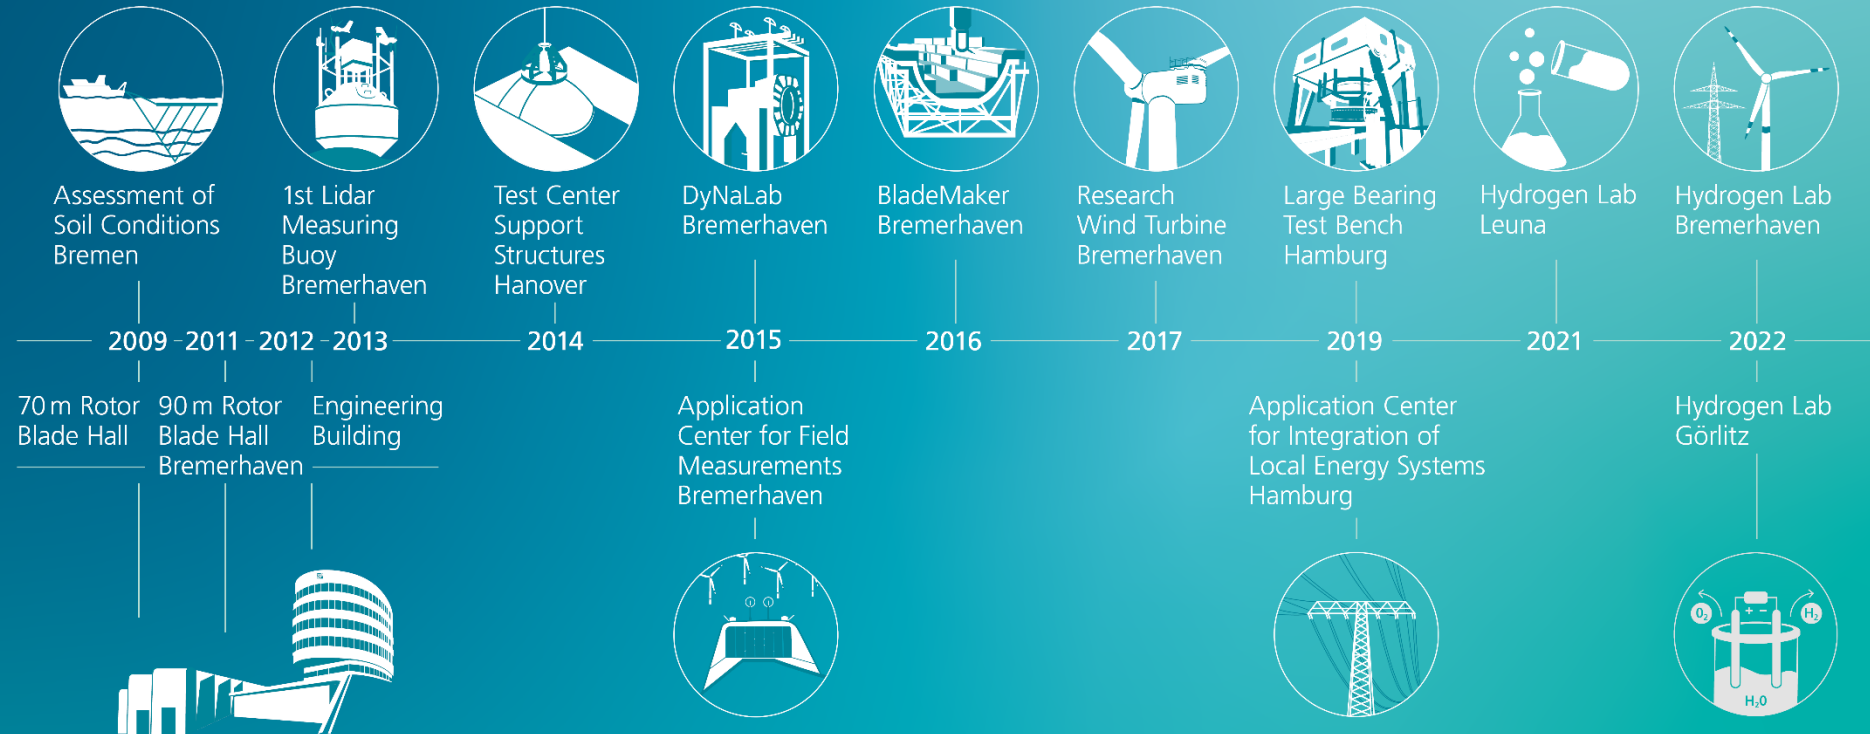 Assessment of
Soil Conditions
Bremen
1st Lidar
Measuring
Buoy
Bremerhaven
Test Center
Support
Structures
Hanover
DyNaLab
Bremerhaven
BladeMaker
Bremerhaven
Research
Wind Turbine
Bremerhaven
Large Bearing
Test Bench
Hamburg
Hydrogen Lab
Leuna
Hydrogen Lab
Bremerhaven
2009 2011 2012 2013 2014 2015 2016 2017 2019 2021 2022
70 m Rotor
Blade Hall
90 m Rotor
Blade Hall
Bremerhaven
Engineering
Building
Application
Center for Field
Measurements
Bremerhaven
Application Center
for Integration of
Local Energy Systems
Hamburg
Hydrogen Lab
Görlitz
O₂ + − H₂
H₂O